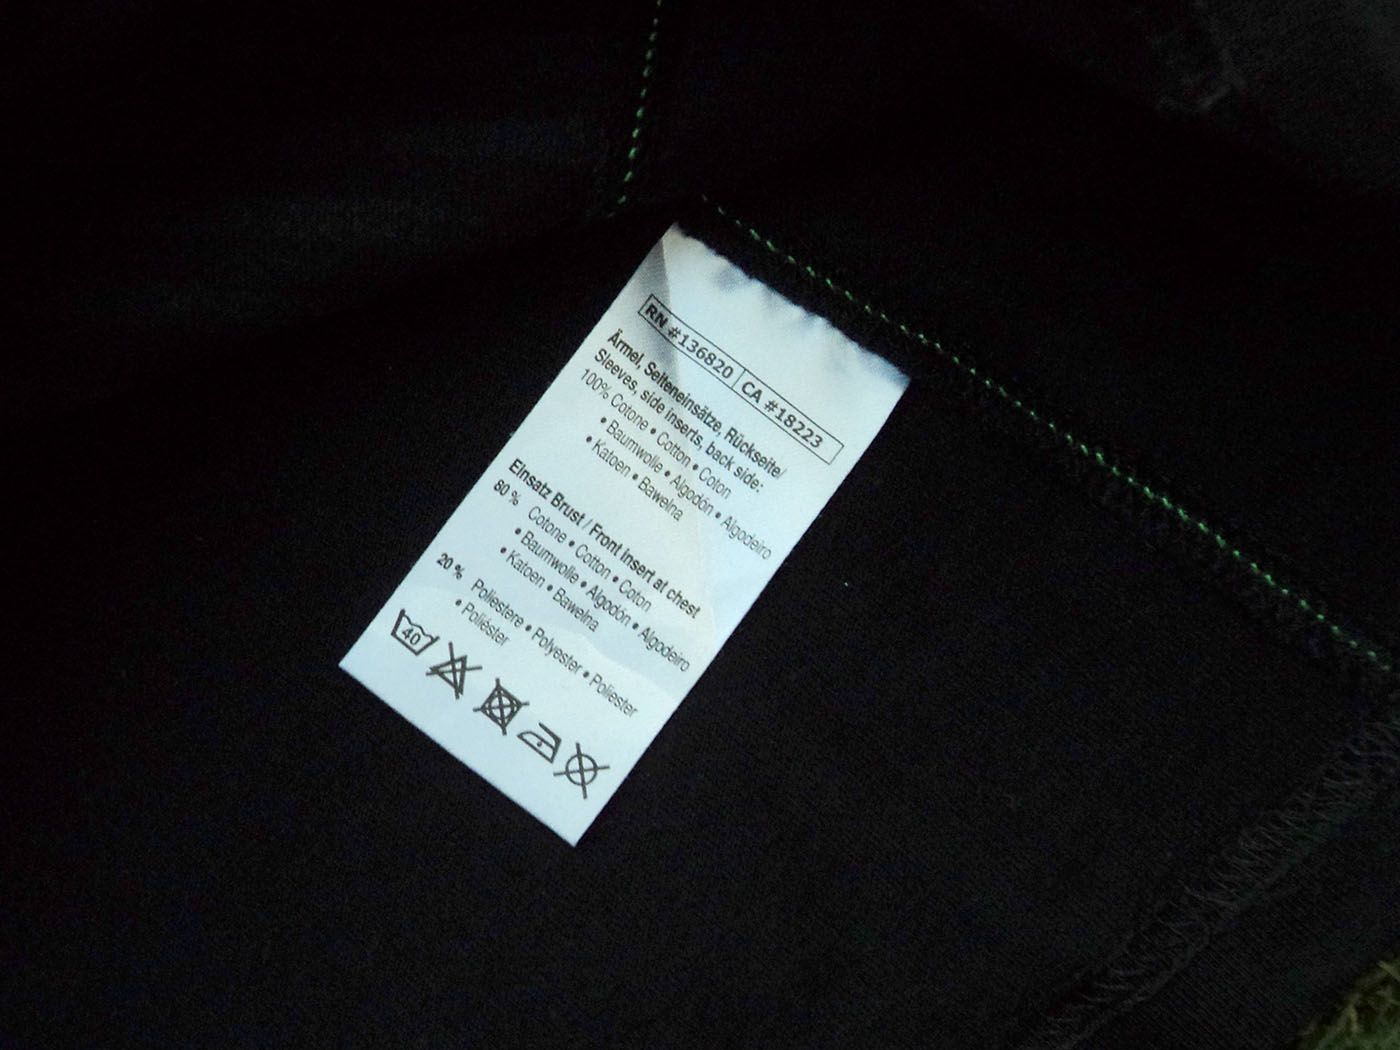 RN #136820 | CA #18223
Ärmel, Seiteneinsätze, Rückseite/
Sleeves, side inserts, back side:
100% Cotone • Cotton • Coton
• Baumwolle • Algodón • Algodeiro
• Katoen • Bawelna
Einsatz Brust / Front insert at chest
80 % Cotone • Cotton • Coton
• Baumwolle • Algodón • Algodeiro
• Katoen • Bawelna
20 % Poliestere • Polyester • Poliester
• Poliéster
40